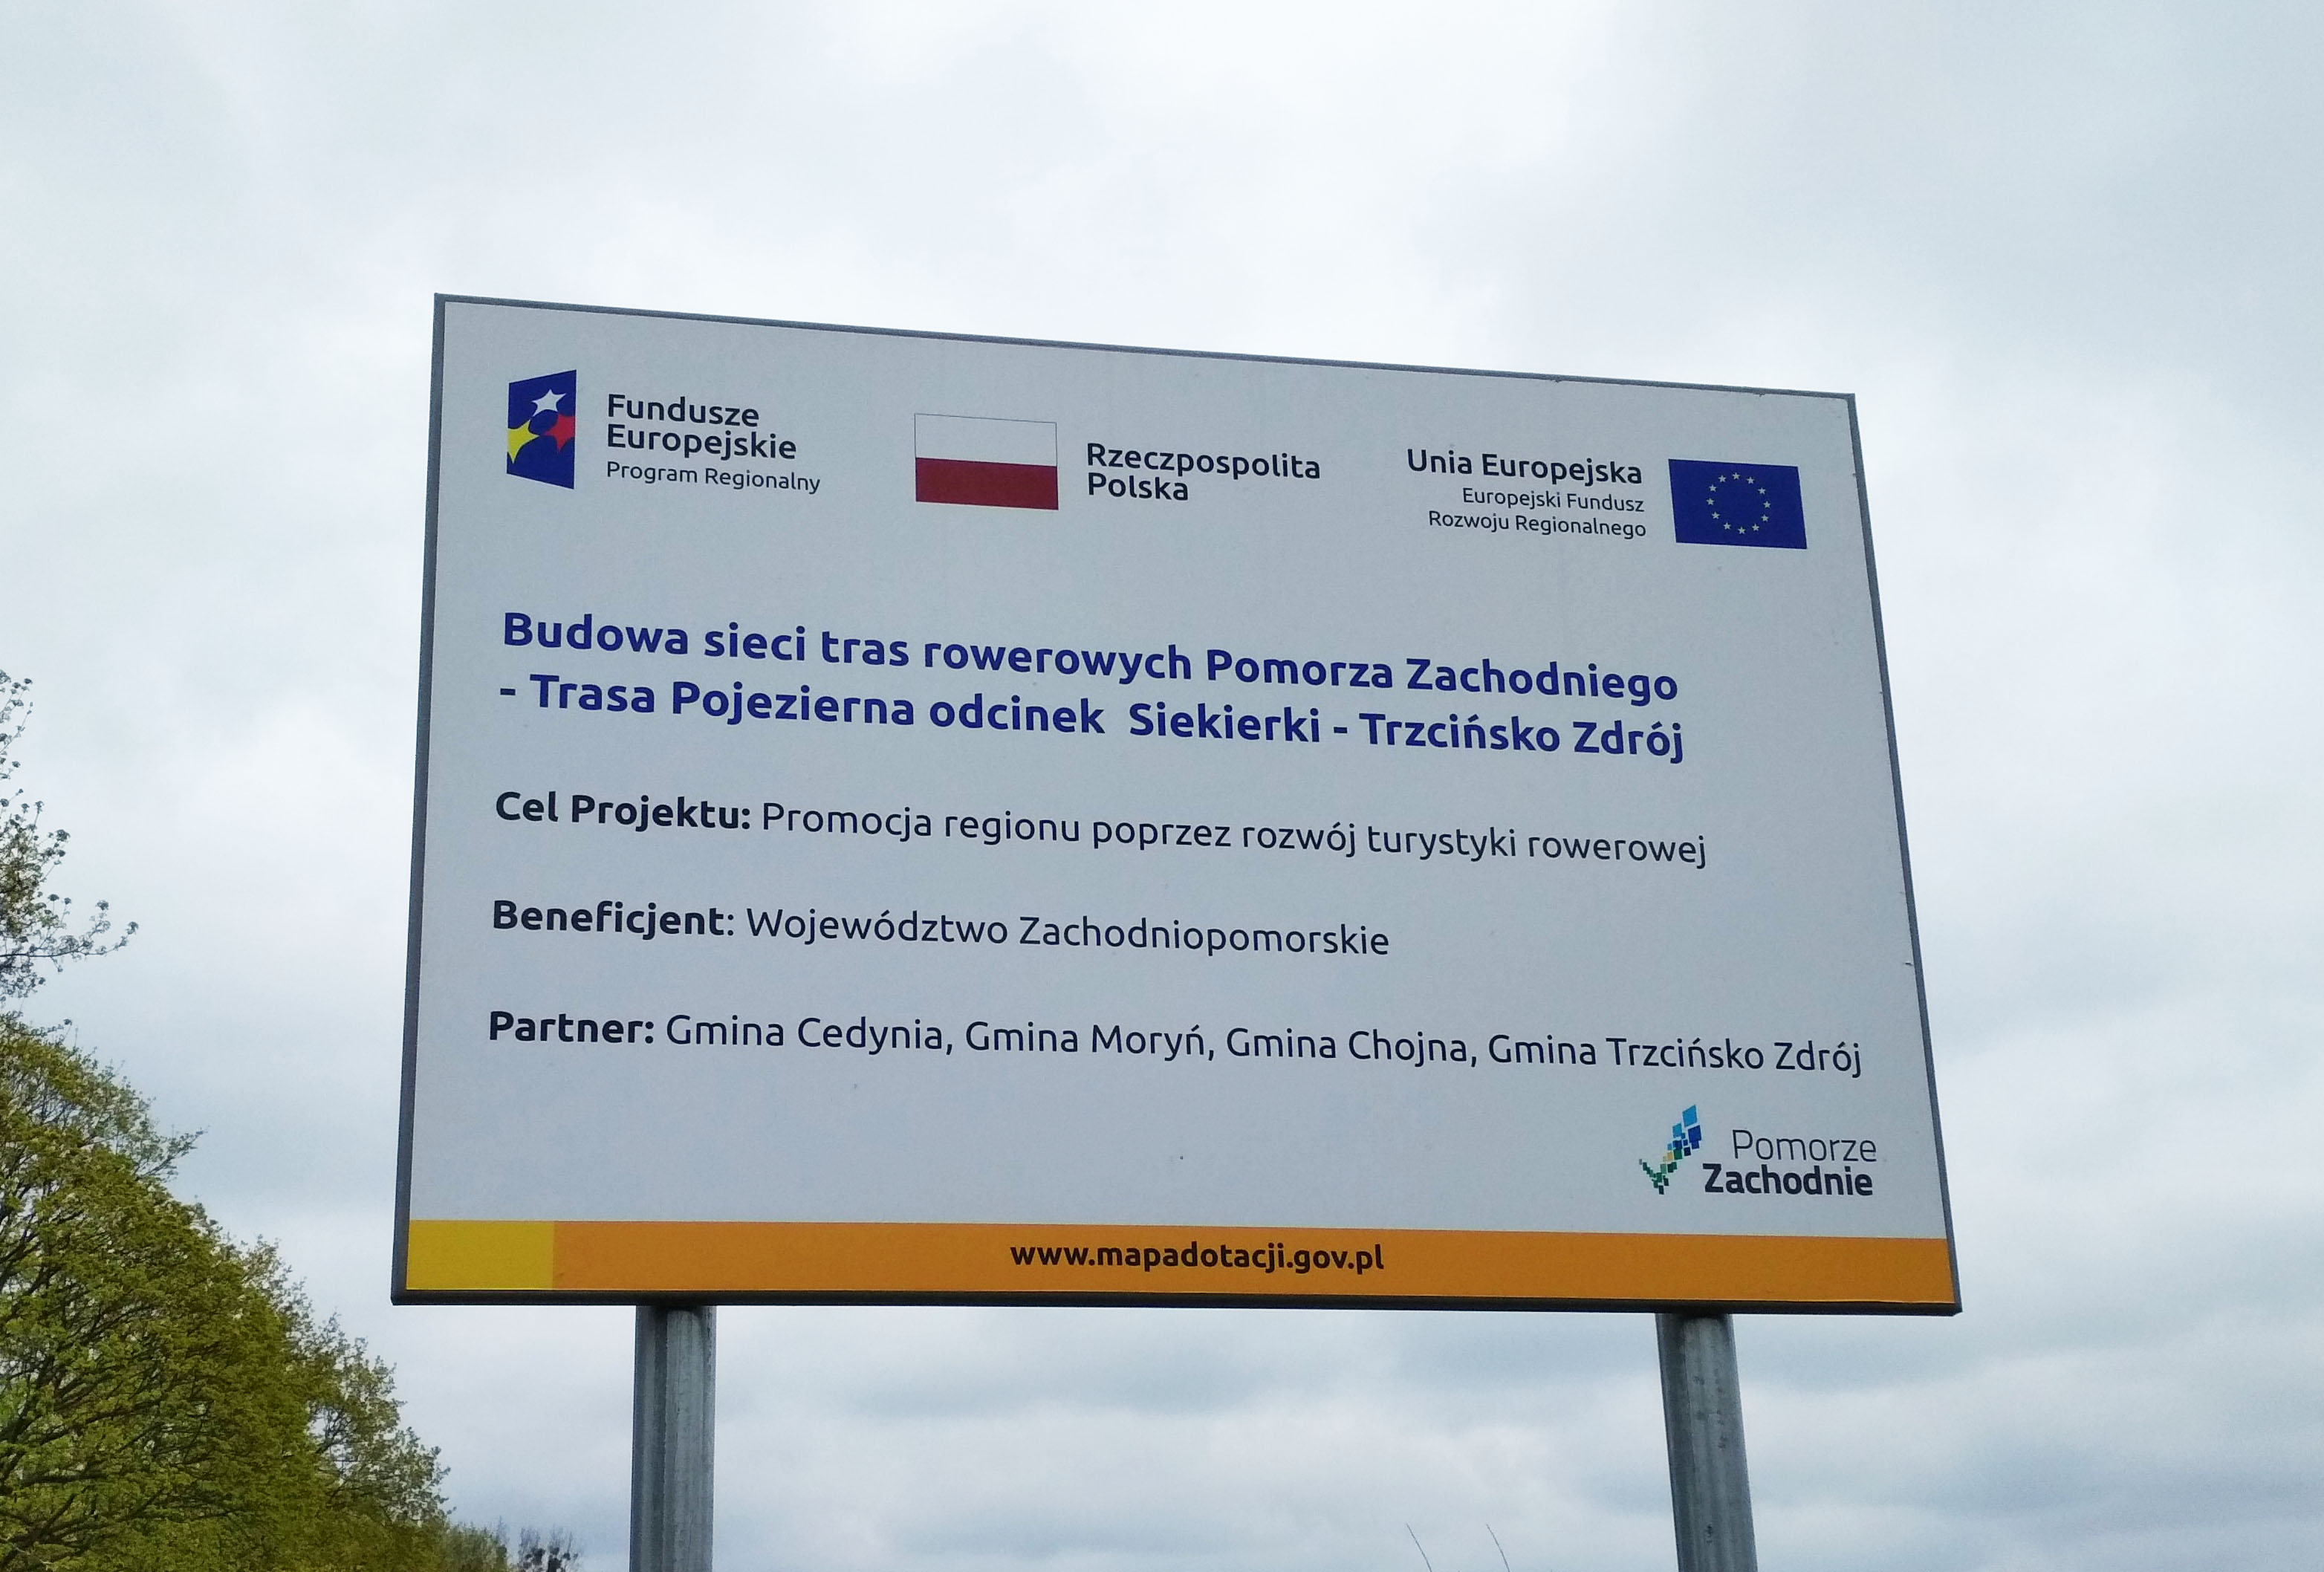 Fundusze
Europejskie
Program Regionalny
Rzeczpospolita
Polska
Unia Europejska
Europejski Fundusz
Rozwoju Regionalnego
Budowa sieci tras rowerowych Pomorza Zachodniego
- Trasa Pojezierna odcinek Siekierki - Trzcińsko Zdrój
Cel Projektu: Promocja regionu poprzez rozwój turystyki rowerowej
Beneficjent: Województwo Zachodniopomorskie
Partner: Gmina Cedynia, Gmina Moryń, Gmina Chojna, Gmina Trzcińsko Zdrój
Pomorze
Zachodnie
www.mapadotacji.gov.pl